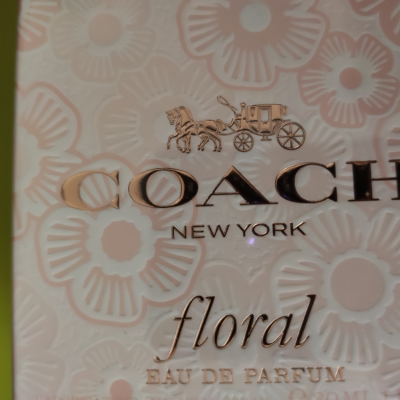 COACH
NEW YORK
floral
EAU DE PARFUM